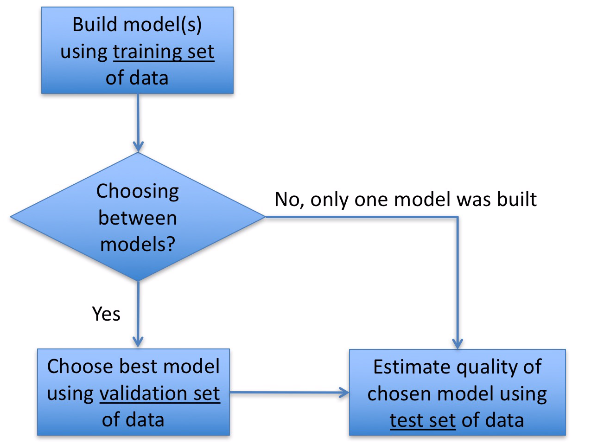 Build model(s)
using training set
of data
Choosing
between
models?
No, only one model was built
Yes
Choose best model
using validation set
of data
Estimate quality of
chosen model using
test set of data